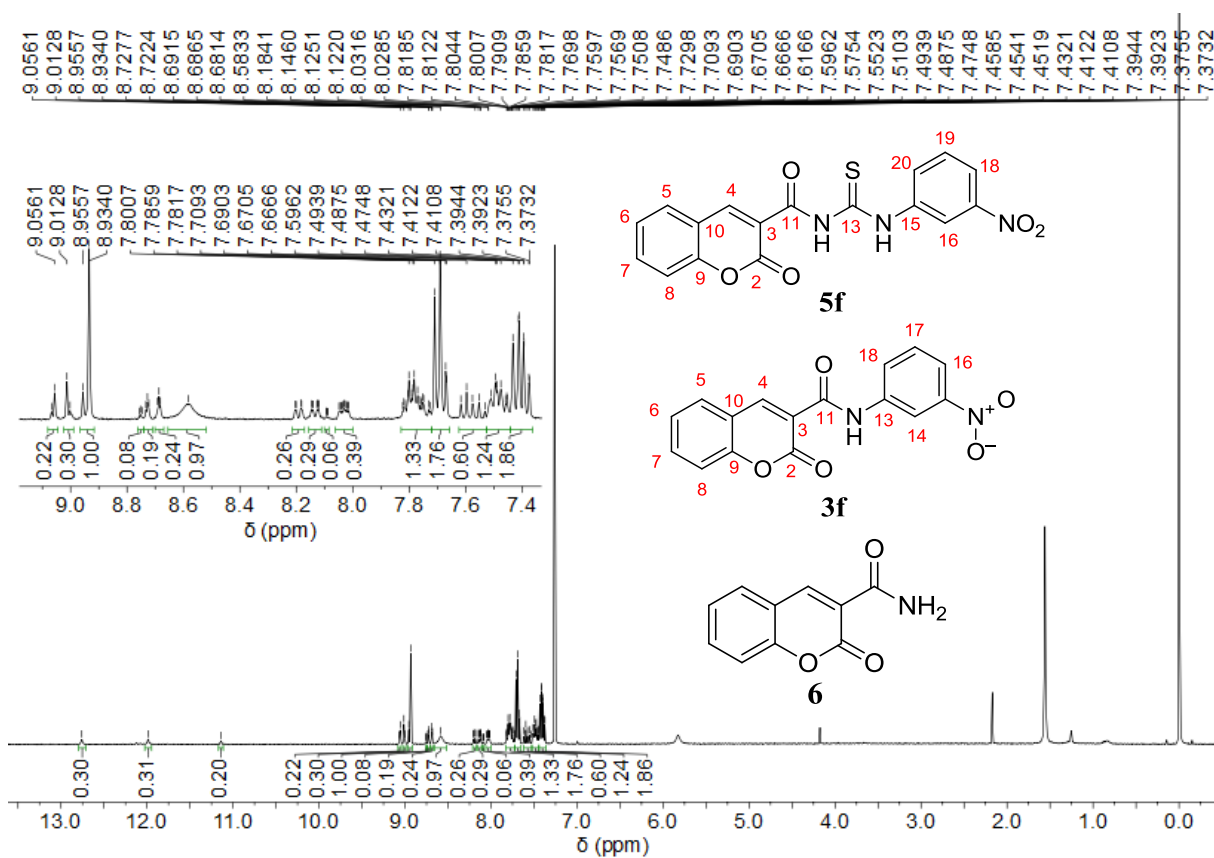 9.0561 9.0128 8.9557 8.9340 8.7277 8.7224 8.6915 8.6865 8.6814 8.5833 8.1841 8.1460 8.1251 8.1220 8.0316 8.0285 7.8185 7.8122 7.8044 7.8007 7.7909 7.7859 7.7817 7.7698 7.7597 7.7569 7.7508 7.7486 7.7298 7.7093 7.6903 7.6705 7.6666 7.6166 7.5962 7.5754 7.5523 7.5103 7.4939 7.4875 7.4748 7.4585 7.4541 7.4519 7.4321 7.4122 7.4108 7.3944 7.3923 7.3755 7.3732
9.0561 9.0128 8.9557 8.9340 7.8007 7.7859 7.7817 7.7093 7.6903 7.6705 7.6666 7.5962 7.4939 7.4875 7.4748 7.4321 7.4122 7.4108 7.3944 7.3923 7.3755 7.3732
0.22 0.30 1.00 0.08 0.19 0.24 0.97 0.26 0.29 0.06 0.39 1.33 1.76 0.60 1.24 1.86
9.0 8.8 8.6 8.4 8.2 8.0 7.8 7.6 7.4
δ (ppm)
19
O S 20 18
5 4
6 10 3 11 N 13 N 15 16 NO2
H H
7 9 O 2 O
8
5f
17
O 18 16
5 4
6 10 3 11 N 13 14 N+
H
7 9 O 2 O O O-
8
3f
O
NH2
O O
6
0.30 0.31 0.20 0.22 0.30 1.00 0.08 0.19 0.24 0.97 0.26 0.29 0.06 0.39 1.33 1.76 0.60 1.24 1.86
13.0 12.0 11.0 10.0 9.0 8.0 7.0 6.0 5.0 4.0 3.0 2.0 1.0 0.0
δ (ppm)